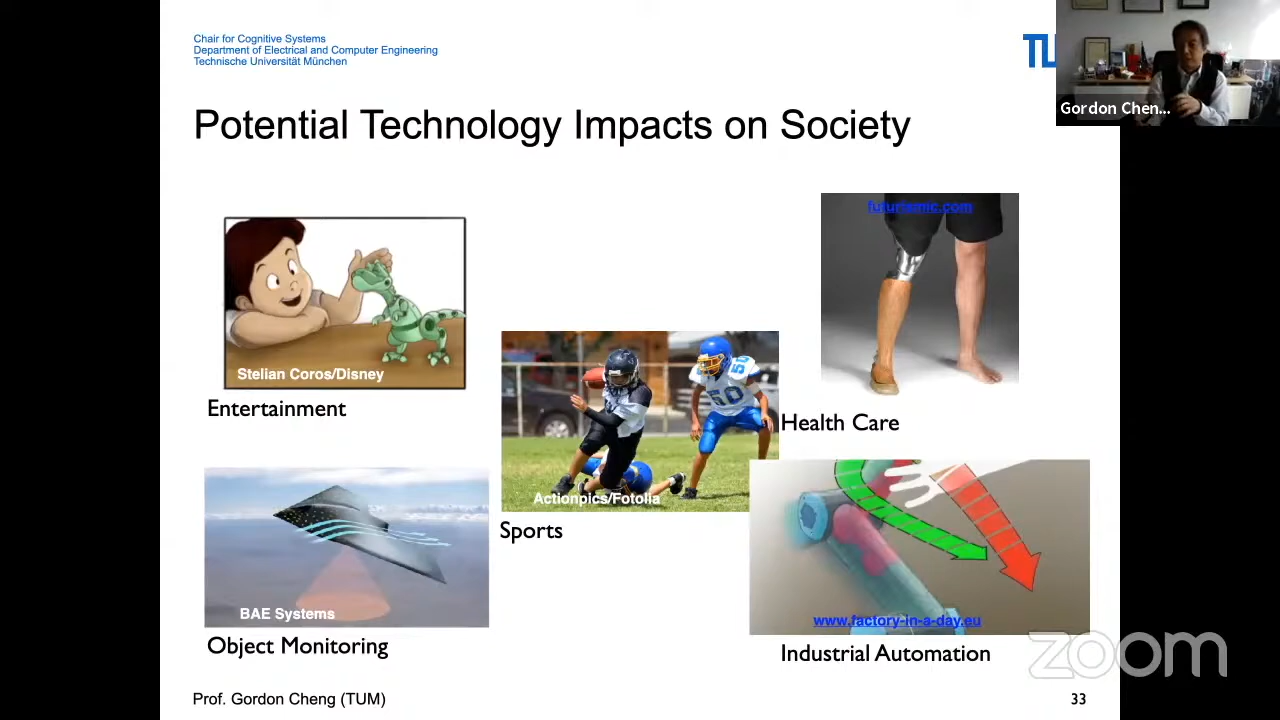 Chair for Cognitive Systems
Department of Electrical and Computer Engineering
Technische Universität München
Gordon Chen...
Potential Technology Impacts on Society
futurismic.com
Stelian Coros/Disney
Entertainment
Health Care
50
50
Actionpics/Fotolia
Sports
BAE Systems
Object Monitoring
www.factory-in-a-day.eu
Industrial Automation
zoom
Prof. Gordon Cheng (TUM)
33